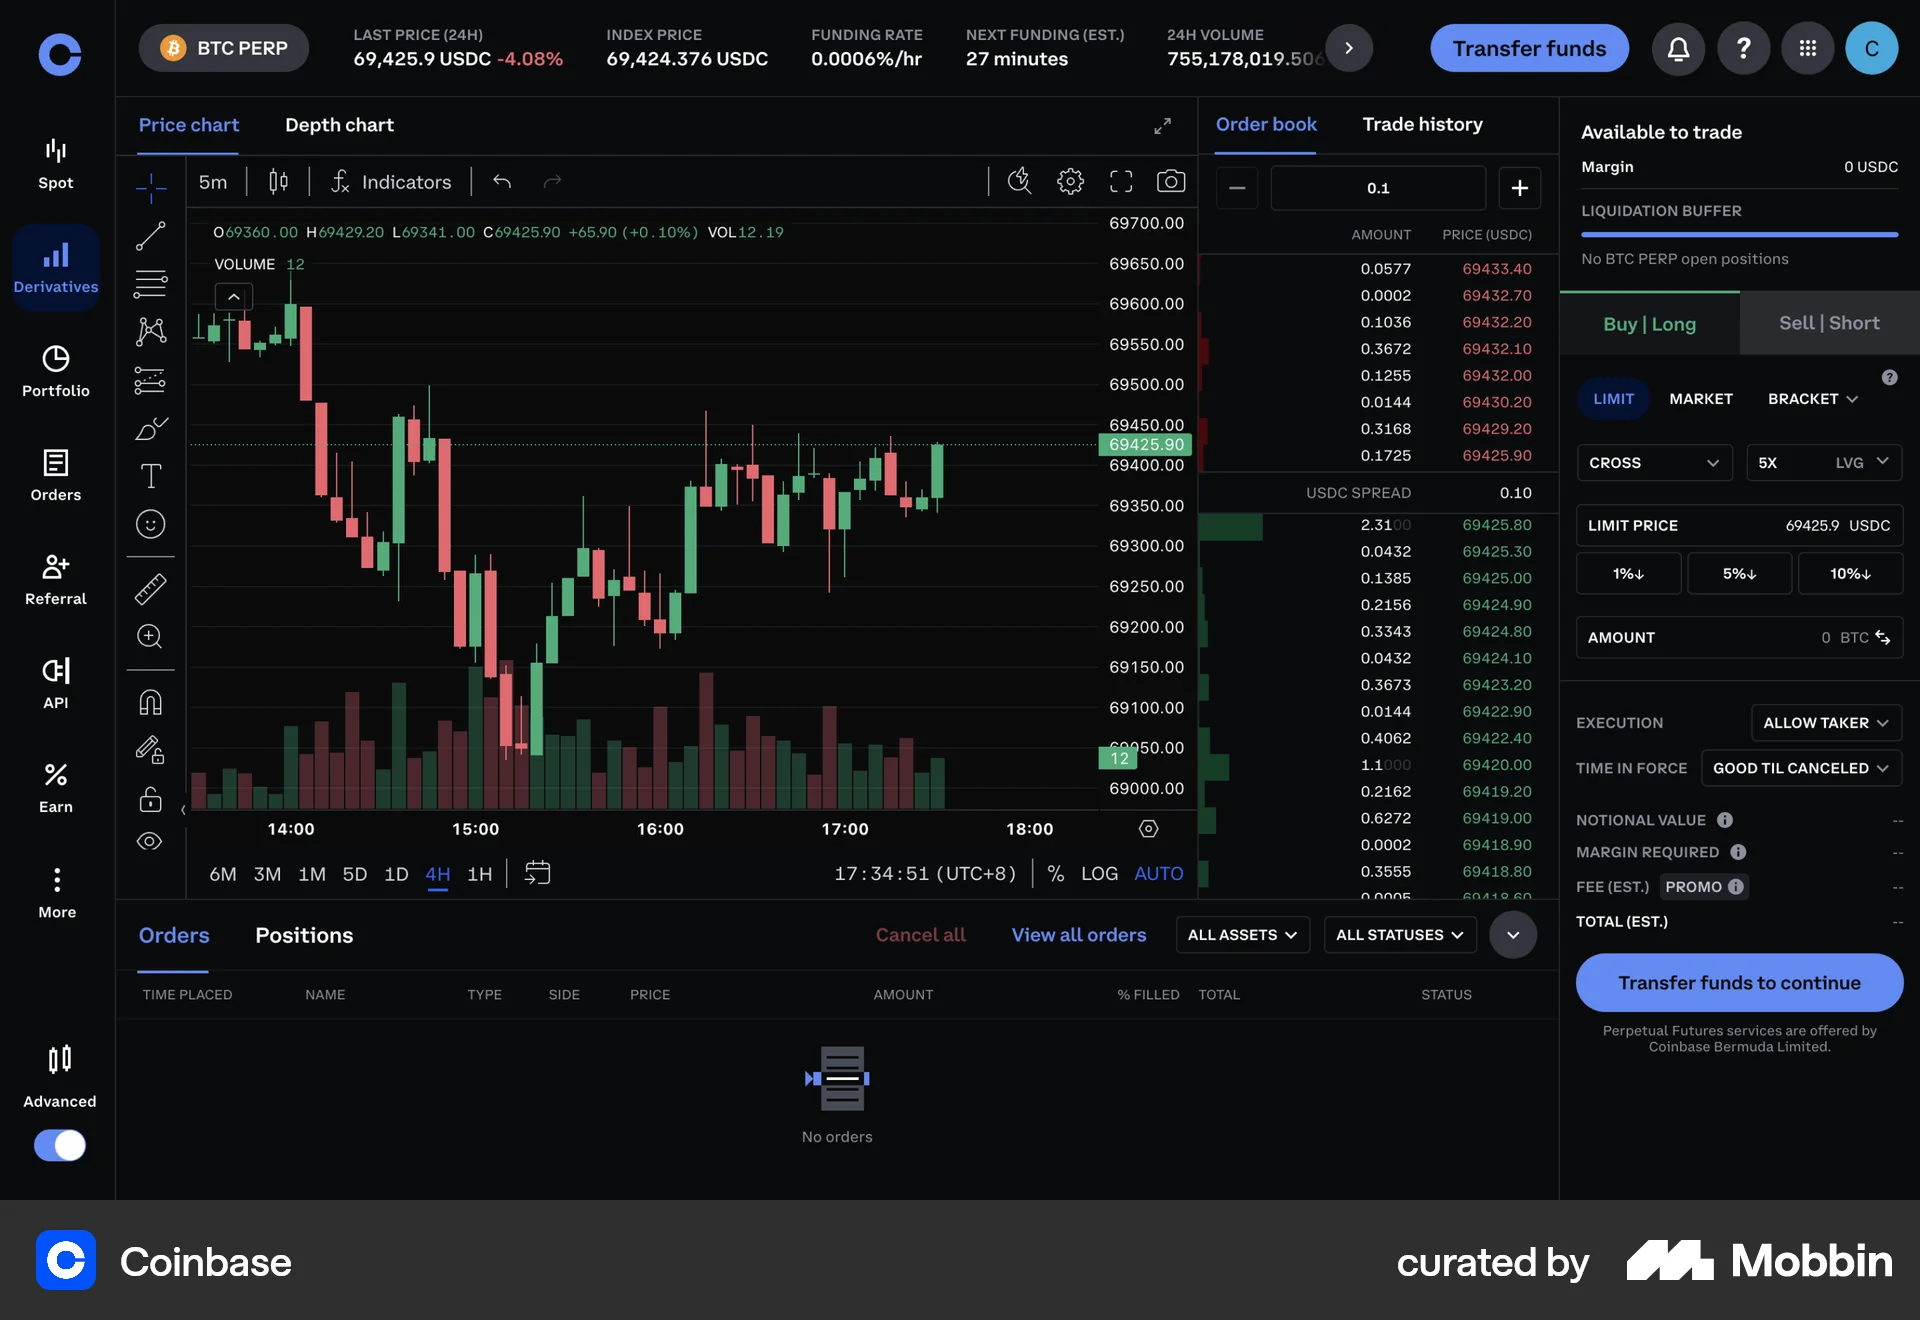 BTC PERP
LAST PRICE (24H)
69,425.9 USDC -4.08%
INDEX PRICE
69,424.376 USDC
FUNDING RATE
0.0006%/hr
NEXT FUNDING (EST.)
27 minutes
24H VOLUME
755,178,019.506
Transfer funds
?
C
Spot
Derivatives
Portfolio
Orders
Referral
API
Earn
More
Advanced
Price chart
Depth chart
5m
Indicators
O69360.00 H69429.20 L69341.00 C69425.90 +65.90 (+0.10%) VOL12.19
VOLUME 12
69700.00
69650.00
69600.00
69550.00
69500.00
69450.00
69425.90
69400.00
69350.00
69300.00
69250.00
69200.00
69150.00
69100.00
69050.00
12
69000.00
14:00
15:00
16:00
17:00
18:00
6M 3M 1M 5D 1D 4H 1H
17:34:51 (UTC+8)
% LOG AUTO
Order book
Trade history
0.1
AMOUNT PRICE (USDC)
0.0577 69433.40
0.0002 69432.70
0.1036 69432.20
0.3672 69432.10
0.1255 69432.00
0.0144 69430.20
0.3168 69429.20
0.1725 69425.90
USDC SPREAD 0.10
2.3100 69425.80
0.0432 69425.30
0.1385 69425.00
0.2156 69424.90
0.3343 69424.80
0.0432 69424.10
0.3673 69423.20
0.0144 69422.90
0.4062 69422.40
1.1000 69420.00
0.2162 69419.20
0.6272 69419.00
0.0002 69418.90
0.3555 69418.80
0.0005 69418.60
Available to trade
Margin 0 USDC
LIQUIDATION BUFFER
No BTC PERP open positions
Buy | Long
Sell | Short
?
LIMIT
MARKET
BRACKET
CROSS
5X LVG
LIMIT PRICE 69425.9 USDC
1%↓
5%↓
10%↓
AMOUNT 0 BTC
EXECUTION ALLOW TAKER
TIME IN FORCE GOOD TIL CANCELED
NOTIONAL VALUE --
MARGIN REQUIRED --
FEE (EST.) PROMO --
TOTAL (EST.) --
Transfer funds to continue
Perpetual Futures services are offered by
Coinbase Bermuda Limited.
Orders
Positions
Cancel all
View all orders
ALL ASSETS
ALL STATUSES
TIME PLACED NAME TYPE SIDE PRICE AMOUNT % FILLED TOTAL STATUS
No orders
Coinbase
curated by
Mobbin